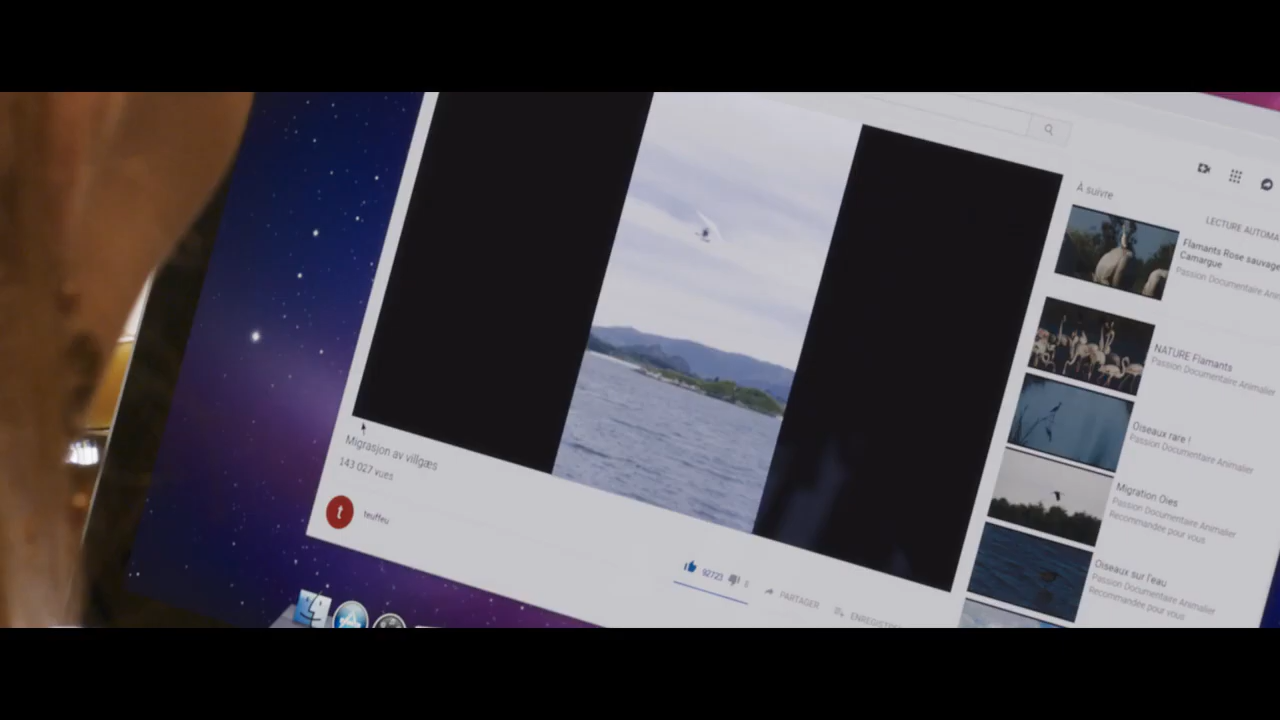 À suivre
LECTURE AUTOMA
Flamants Rose sauvage
Camargue
Passion Documentaire Anim
NATURE Flamants
Passion Documentaire Animalier
Oiseaux rare !
Passion Documentaire Animalier
Migration Oies
Passion Documentaire Animalier
Recommandée pour vous
Oiseaux sur l'eau
Passion Documentaire Animalier
Recommandée pour vous
Migrasjon av villgæs
143 027 vues
t
teuffeu
92723
PARTAGER
ENREGISTR